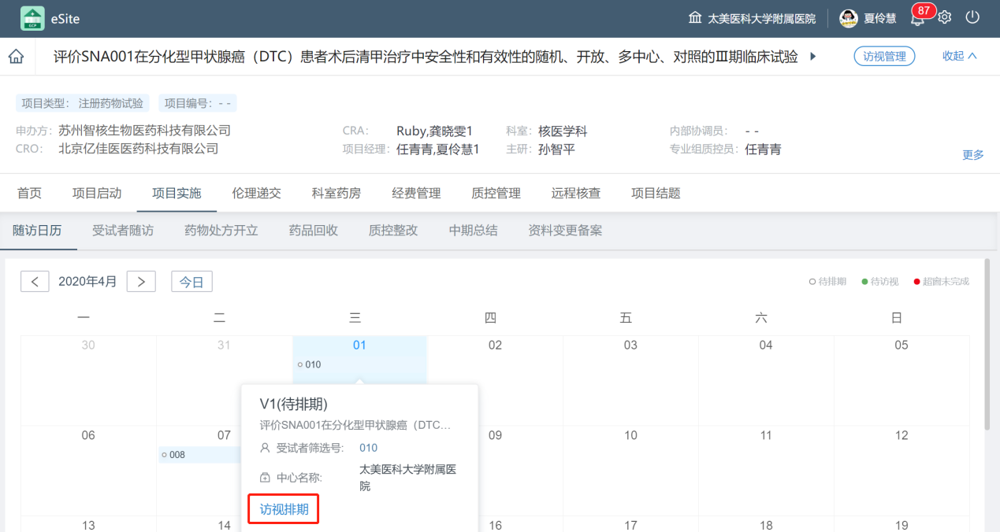 eSite
太美医科大学附属医院
夏伶慧
87
评价SNA001在分化型甲状腺癌（DTC）患者术后清甲治疗中安全性和有效性的随机、开放、多中心、对照的Ⅲ期临床试验
访视管理
收起
项目类型： 注册药物试验
项目编号： - -
申办方： 苏州智核生物医药科技有限公司
CRA： Ruby,龚晓雯1
科室： 核医学科
内部协调员： - -
CRO： 北京亿佳医医药科技有限公司
项目经理： 任青青,夏伶慧1
主研： 孙智平
专业组质控员： 任青青
更多
首页 项目启动 项目实施 伦理递交 科室药房 经费管理 质控管理 远程核查 项目结题
随访日历 受试者随访 药物处方开立 药品回收 质控整改 中期总结 资料变更备案
< 2020年4月 > 今日
待排期 待访视 超窗未完成
一 二 三 四 五 六 日
30 31 01 02 03 04 05
010
06 07 09 10 11 12
008
13 14 16 17 18 19
V1(待排期)
评价SNA001在分化型甲状腺癌（DTC...
受试者筛选号: 010
中心名称: 太美医科大学附属医
院
访视排期